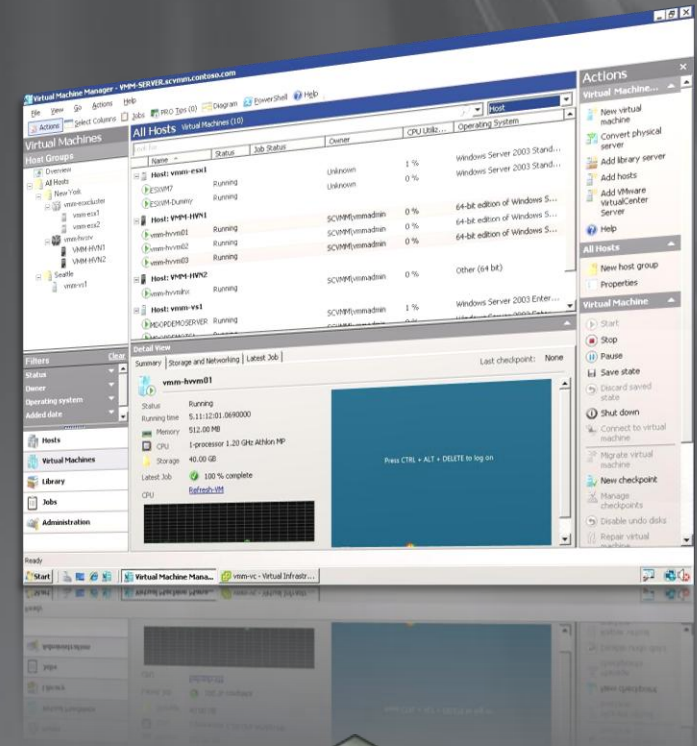 Virtual Machine Manager - VMM-SERVER.scvmm.contoso.com
File View Go Actions Help
Actions Select Columns Jobs PRO Tips (0) Diagram PowerShell Help
Virtual Machines
Host Groups
Overview
All Hosts
New York
vmm-esxcluster
vmm-esx1
vmm-esx2
vmm-hvsrv
VMM-HVN1
VMM-HVN2
Seattle
vmm-vs1
Filters Clear
Status
Owner
Operating system
Added date
Hosts
Virtual Machines
Library
Jobs
Administration
All Hosts Virtual Machines (10)
Host
Name Status Job Status Owner CPU Utiliz... Operating System
Host: vmm-esx1
ESXVM7 Running Unknown 1 % Windows Server 2003 Stand...
ESXVM-Dummy Running Unknown 0 % Windows Server 2003 Stand...
Host: VMM-HVN1
vmm-hvvm01 Running SCVMM\vmmadmin 0 % 64-bit edition of Windows S...
vmm-hvvm02 Running SCVMM\vmmadmin 0 % 64-bit edition of Windows S...
vmm-hvvm03 Running SCVMM\vmmadmin 0 % 64-bit edition of Windows S...
Host: VMM-HVN2
Running SCVMM\vmmadmin 0 % Other (64 bit)
Host: vmm-vs1
MDOPDEMOSERVER Running SCVMM\vmmadmin 1 % Windows Server 2003 Enter...
Detail View
Summary Storage and Networking Latest Job
Last checkpoint: None
vmm-hvvm01
Status Running
Running time 5.11:12:01.0690000
Memory 512.00 MB
CPU 1-processor 1.20 GHz Athlon MP
Storage 40.00 GB
Latest Job 100 % complete
Refresh-VM
CPU
Press CTRL + ALT + DELETE to log on
Actions
Virtual Machine...
New virtual machine
Convert physical server
Add library server
Add hosts
Add VMware VirtualCenter Server
Help
All Hosts
New host group
Properties
Virtual Machine
Start
Stop
Pause
Save state
Discard saved state
Shut down
Connect to virtual machine
Migrate virtual machine
New checkpoint
Manage checkpoints
Disable undo disks
Repair virtual machine
Ready
Start Virtual Machine Mana... vmm-vc - Virtual Infrastr...